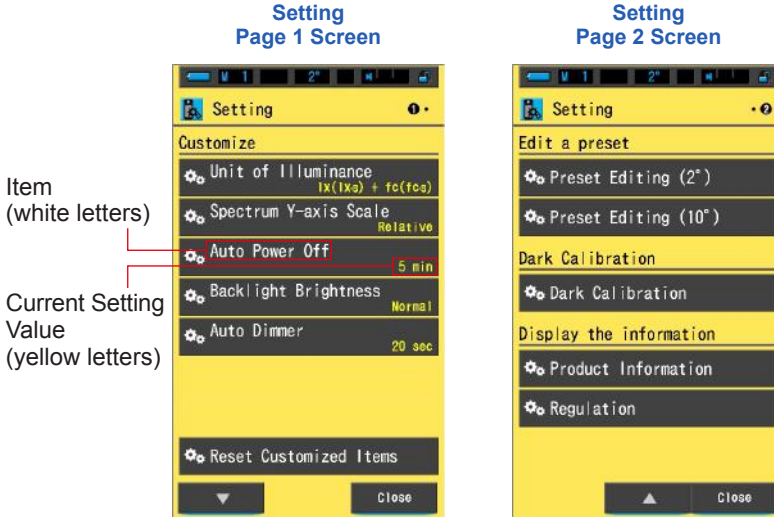 Setting
Page 1 Screen
M 1 2°
Setting
Customize
Unit of Illuminance
lx(lx·s) + fc(fc·s)
Spectrum Y-axis Scale
Relative
Auto Power Off
5 min
Backlight Brightness
Normal
Auto Dimmer
20 sec
Reset Customized Items
▼ Close
Item
(white letters)
Current Setting
Value
(yellow letters)
Setting
Page 2 Screen
M 1 2°
Setting
Edit a preset
Preset Editing (2°)
Preset Editing (10°)
Dark Calibration
Dark Calibration
Display the information
Product Information
Regulation
▲ Close